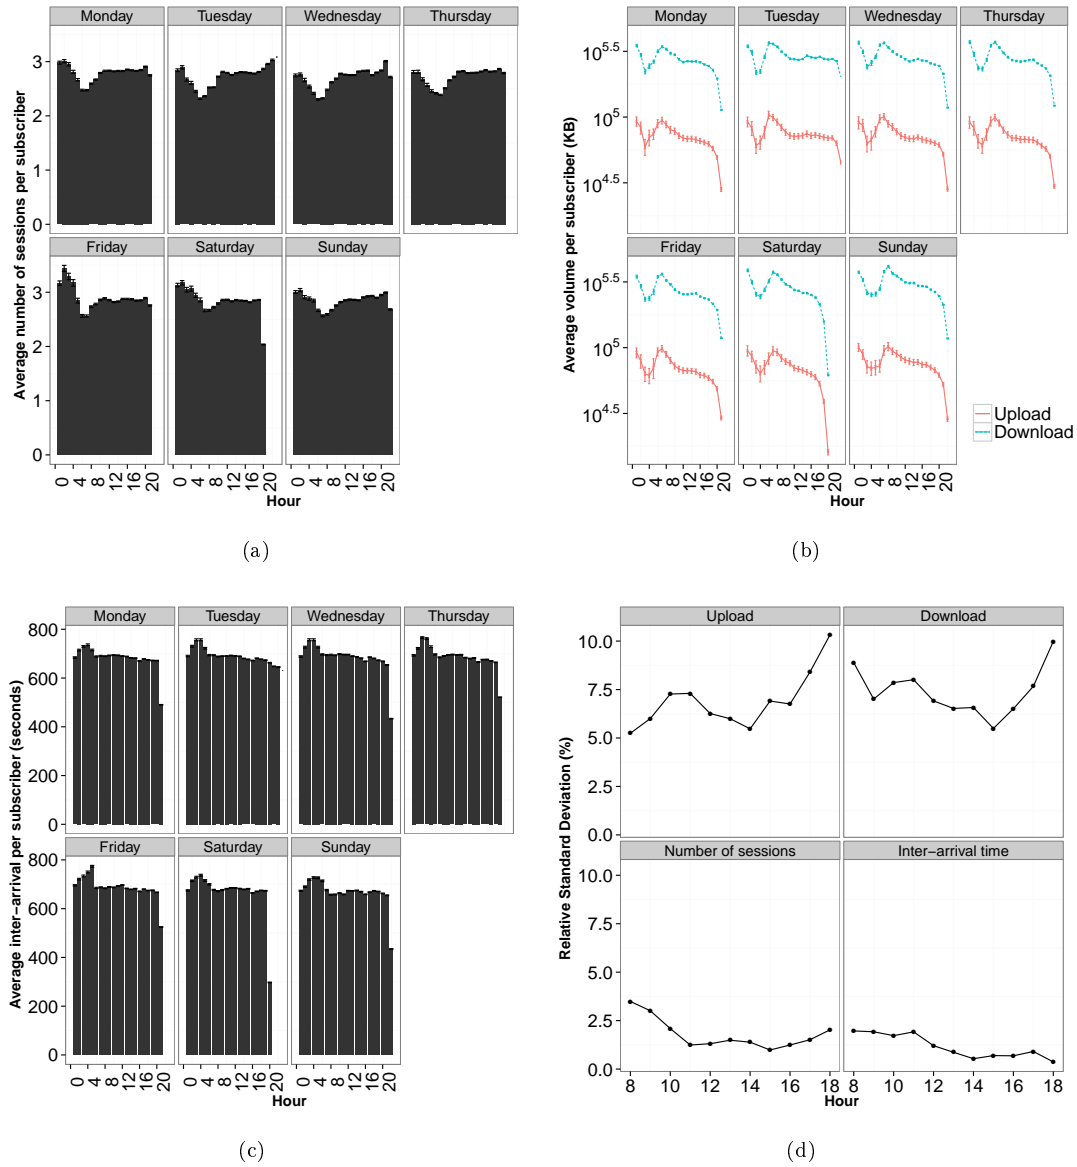 Monday Tuesday Wednesday Thursday
3
2
1
0
Friday Saturday Sunday
3
2
1
0
0 4 8 12 16 20 0 4 8 12 16 20 0 4 8 12 16 20
Hour
Average number of sessions per subscriber
(a)
Monday Tuesday Wednesday Thursday
10^5.5
10^5
10^4.5
Friday Saturday Sunday
10^5.5
10^5
10^4.5
0 4 8 12 16 20 0 4 8 12 16 20 0 4 8 12 16 20
Hour
Average volume per subscriber (KB)
Upload
Download
(b)
Monday Tuesday Wednesday Thursday
800
600
400
200
0
Friday Saturday Sunday
800
600
400
200
0
0 4 8 12 16 20 0 4 8 12 16 20 0 4 8 12 16 20
Hour
Average inter−arrival per subscriber (seconds)
(c)
Upload Download
10.0
7.5
5.0
2.5
0.0
Number of sessions Inter−arrival time
10.0
7.5
5.0
2.5
0.0
8 10 12 14 16 18 8 10 12 14 16 18
Hour
Relative Standard Deviation (%)
(d)